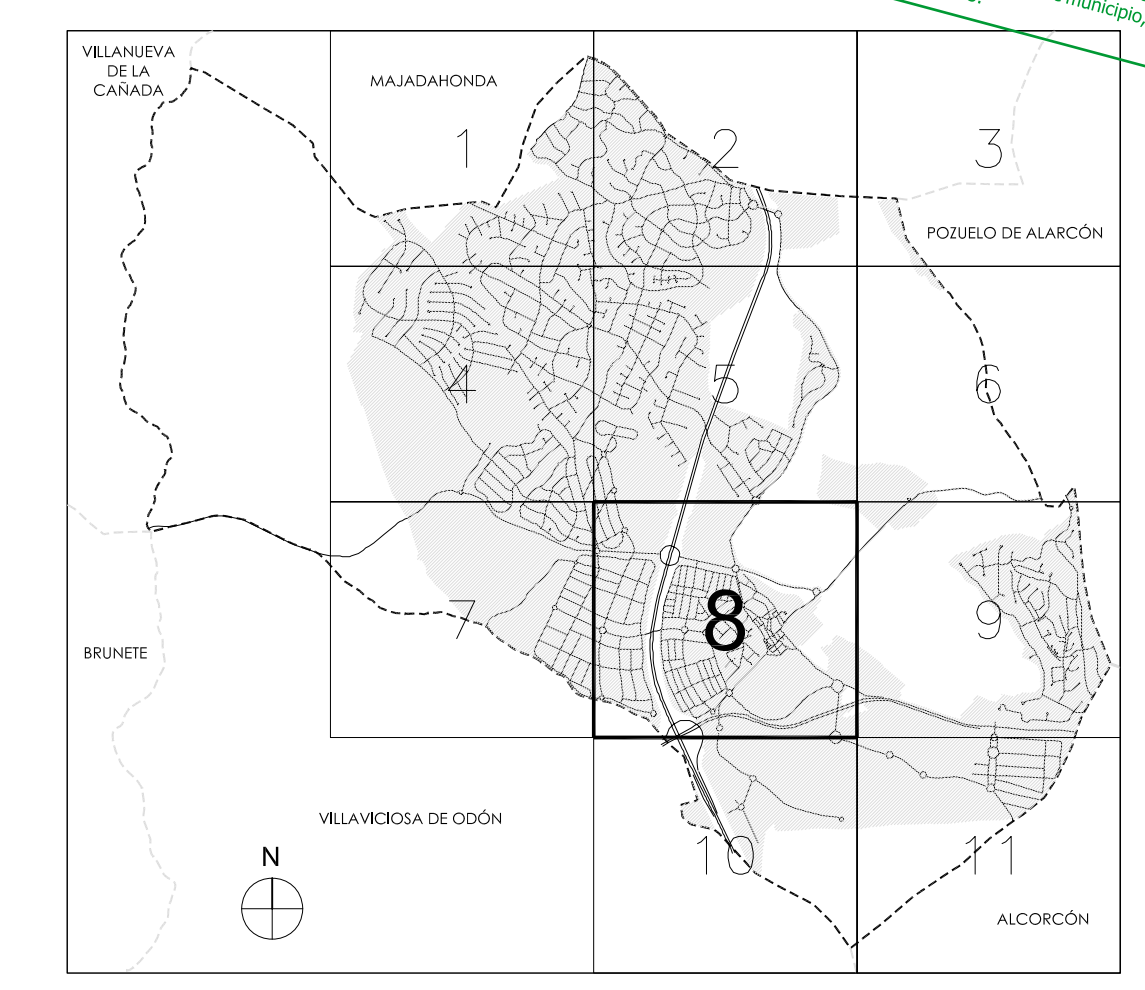 municipio,
VILLANUEVA
DE LA
CAÑADA
MAJADAHONDA
1
2
3
POZUELO DE ALARCÓN
4
5
6
7
8
9
BRUNETE
VILLAVICIOSA DE ODÓN
N
10
11
ALCORCÓN